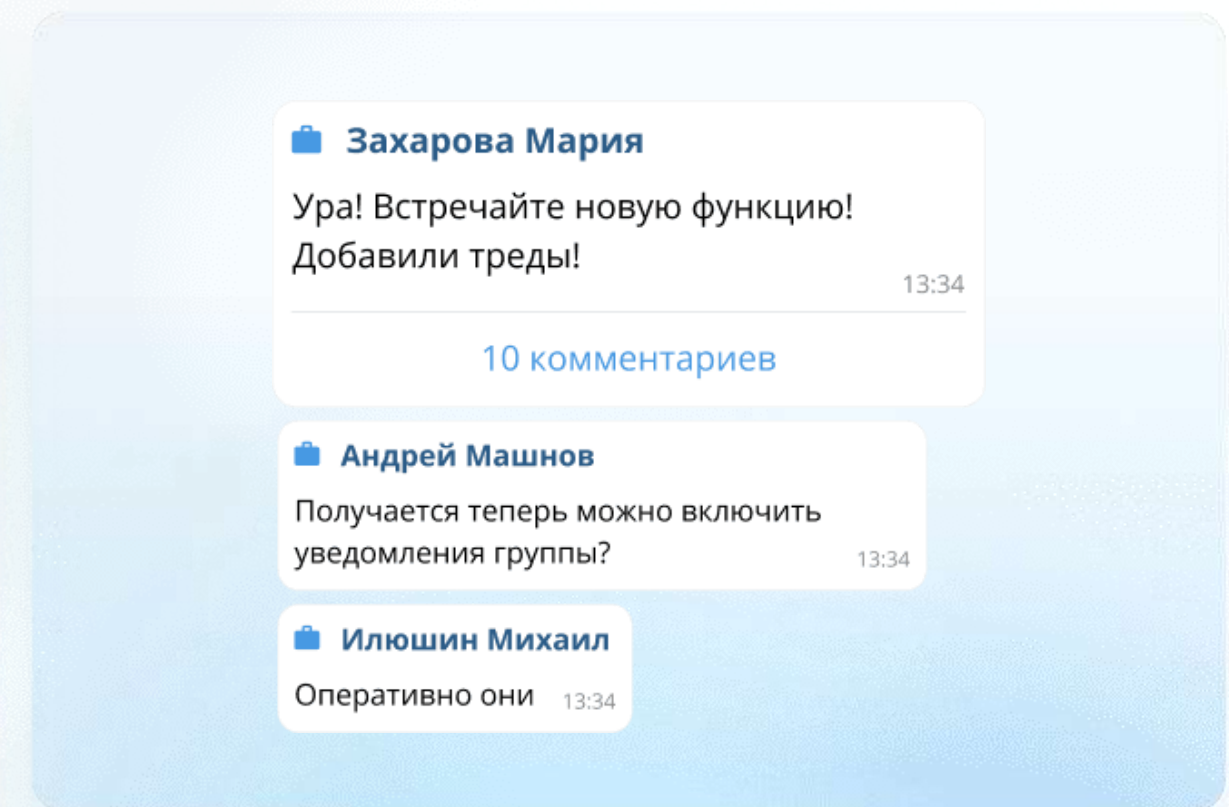 Захарова Мария
Ура! Встречайте новую функцию!
Добавили треды!
13:34
10 комментариев
Андрей Машнов
Получается теперь можно включить
уведомления группы?
13:34
Илюшин Михаил
Оперативно они 13:34